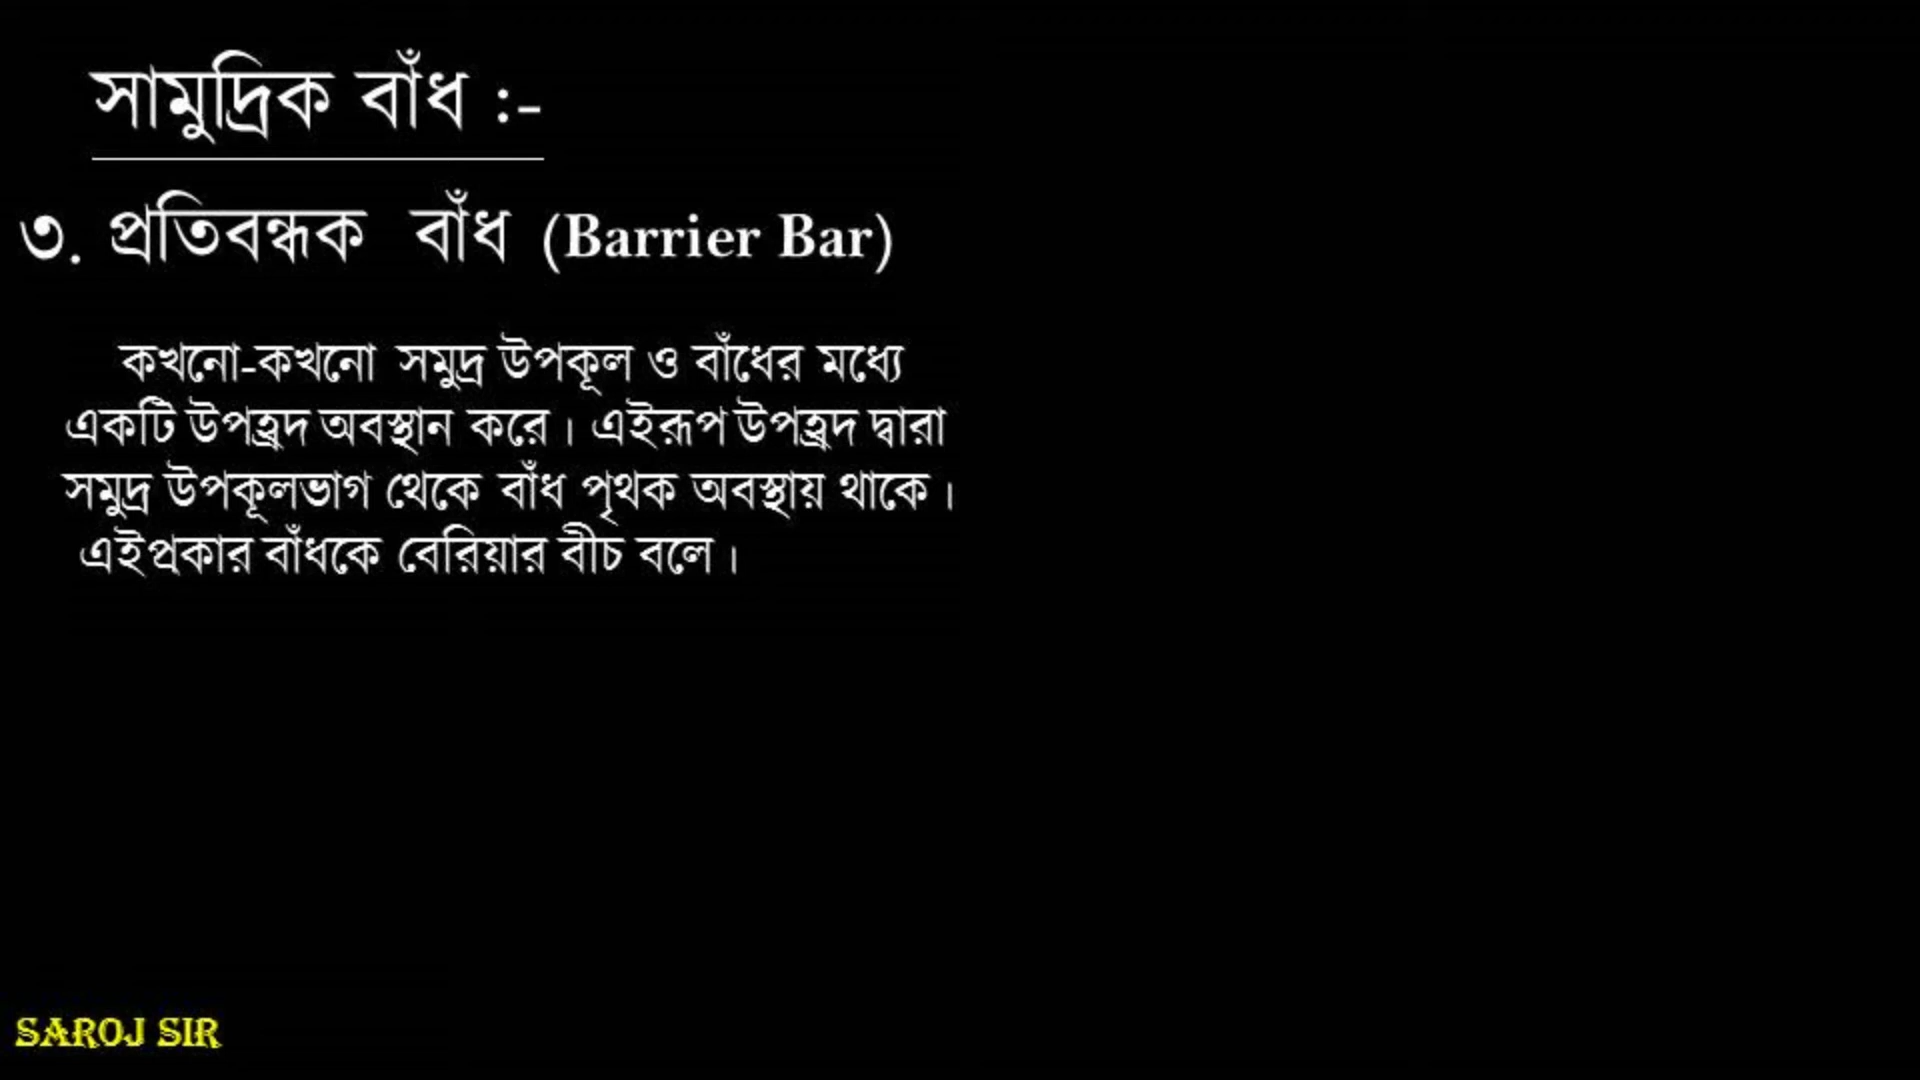 সামুদ্রিক বাঁধ :-
৩. প্রতিবন্ধক বাঁধ (Barrier Bar)
কখনো-কখনো সমুদ্র উপকূল ও বাঁধের মধ্যে
একটি উপহ্রদ অবস্থান করে। এইরূপ উপহ্রদ দ্বারা
সমুদ্র উপকূলভাগ থেকে বাঁধ পৃথক অবস্থায় থাকে।
এইপ্রকার বাঁধকে বেরিয়ার বীচ বলে।
SAROJ SIR